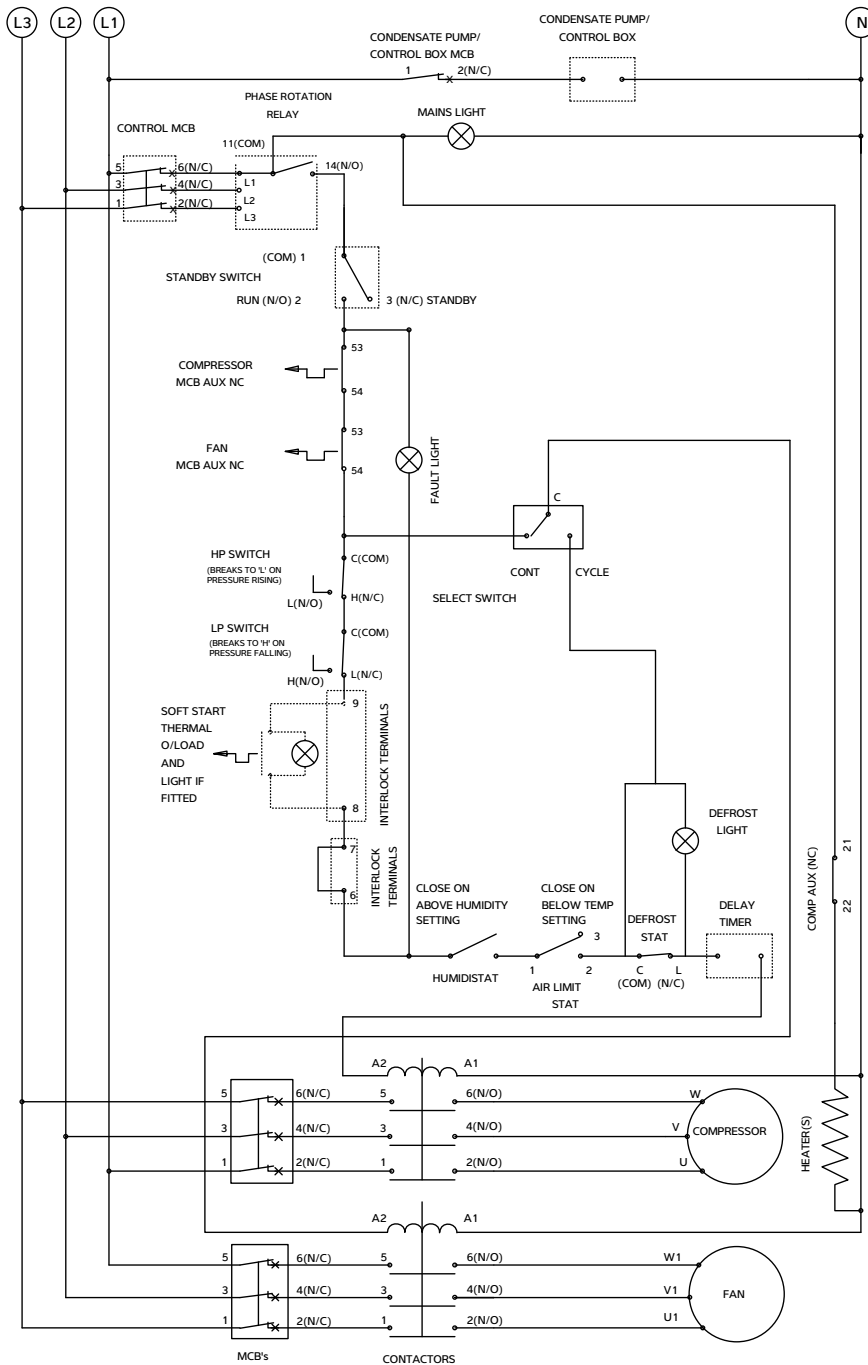 L3
L2
L1
N
CONDENSATE PUMP/
CONTROL BOX MCB
1
2(N/C)
CONDENSATE PUMP/
CONTROL BOX
PHASE ROTATION
RELAY
MAINS LIGHT
CONTROL MCB
11(COM)
14(N/O)
5
6(N/C)
L1
3
4(N/C)
L2
1
2(N/C)
L3
(COM) 1
STANDBY SWITCH
RUN (N/O) 2
3 (N/C) STANDBY
53
COMPRESSOR
MCB AUX NC
54
53
FAN
MCB AUX NC
54
FAULT LIGHT
C
CONT
CYCLE
SELECT SWITCH
HP SWITCH
(BREAKS TO 'L' ON
PRESSURE RISING)
C(COM)
L(N/O)
H(N/C)
LP SWITCH
(BREAKS TO 'H' ON
PRESSURE FALLING)
C(COM)
H(N/O)
L(N/C)
SOFT START
THERMAL
O/LOAD
AND
LIGHT IF
FITTED
9
8
INTERLOCK TERMINALS
7
6
INTERLOCK
TERMINALS
CLOSE ON
ABOVE HUMIDITY
SETTING
HUMIDISTAT
CLOSE ON
BELOW TEMP
SETTING
3
1
2
AIR LIMIT
STAT
DEFROST
STAT
C
(COM)
L
(N/C)
DEFROST
LIGHT
DELAY
TIMER
COMP AUX (NC)
21
22
A2
A1
5
6(N/C)
5
6(N/O)
W
3
4(N/C)
3
4(N/O)
V
COMPRESSOR
1
2(N/C)
1
2(N/O)
U
HEATER(S)
A2
A1
5
6(N/C)
5
6(N/O)
W1
3
4(N/C)
3
4(N/O)
V1
FAN
1
2(N/C)
1
2(N/O)
U1
MCB's
CONTACTORS